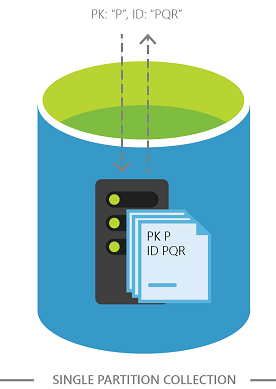 PK: “P”, ID: “PQR”
PK P
ID PQR
SINGLE PARTITION COLLECTION